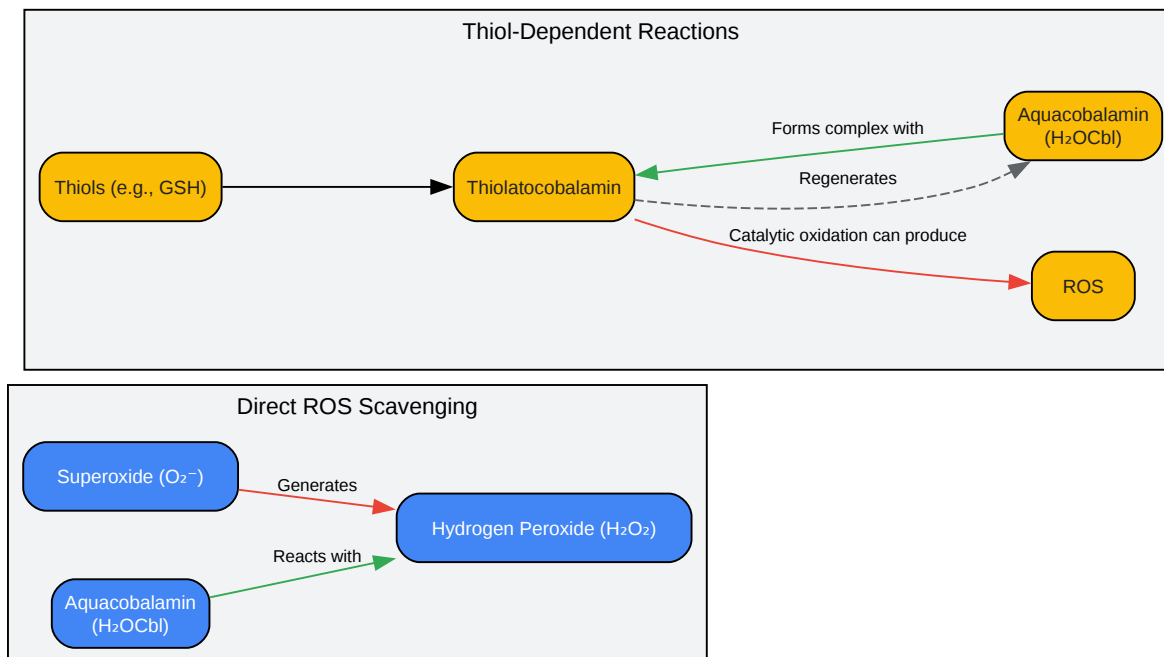 Thiol-Dependent Reactions
Aquacobalamin
(H₂OCbl)
Forms complex with
Thiols (e.g., GSH)
Thiolatocobalamin
Regenerates
Catalytic oxidation can produce
ROS
Direct ROS Scavenging
Superoxide (O₂⁻)
Generates
Hydrogen Peroxide (H₂O₂)
Reacts with
Aquacobalamin
(H₂OCbl)